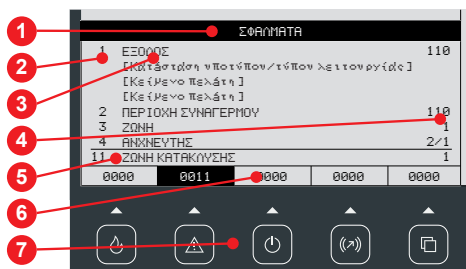 1 ΣΦΑΛΜΑΤΑ
2 1 ΕΞΟΔΟΣ 110
[Κατάσταση υποτύπου/τύπου λειτουργίας]
3 [Κείμενο πελάτη]
[Κείμενο πελάτη]
4 2 ΠΕΡΙΟΧΗ ΣΥΝΑΓΕΡΜΟΥ 110
3 ΖΩΝΗ 1
4 ΑΝΧΝΕΥΤΗΣ 2/1
5 11 ΖΩΝΗ ΚΑΤΑΚΛΥΣΗΣ 1
6 0000 0011 0000 0000 0000
7